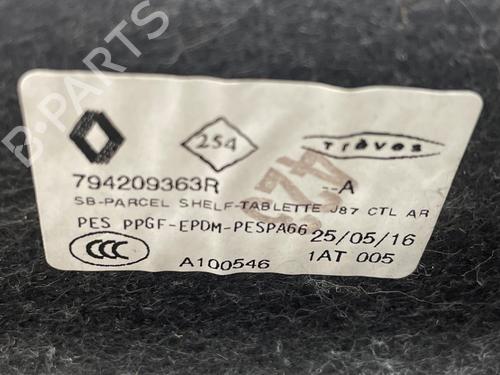 254
Trèves
794209363R --A
SB-PARCEL SHELF-TABLETTE J87 CTL AR
PES PPGF-EPDM-PESPA66 25/05/16
CCC A100546 1AT 005
B-PARTS